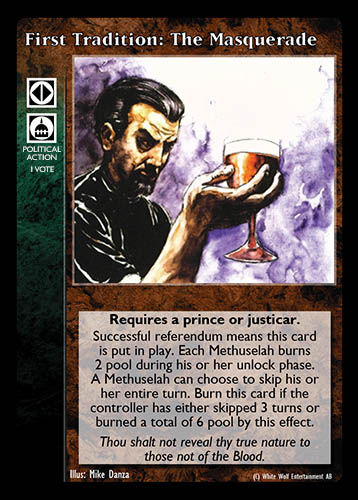 First Tradition: The Masquerade
POLITICAL
ACTION
1 VOTE
Requires a prince or justicar.
Successful referendum means this card
is put in play. Each Methuselah burns
2 pool during his or her unlock phase.
A Methuselah can choose to skip his or
her entire turn. Burn this card if the
controller has either skipped 3 turns or
burned a total of 6 pool by this effect.
Thou shalt not reveal thy true nature to
those not of the Blood.
Illus: Mike Danza
(C) White Wolf Entertainment AB